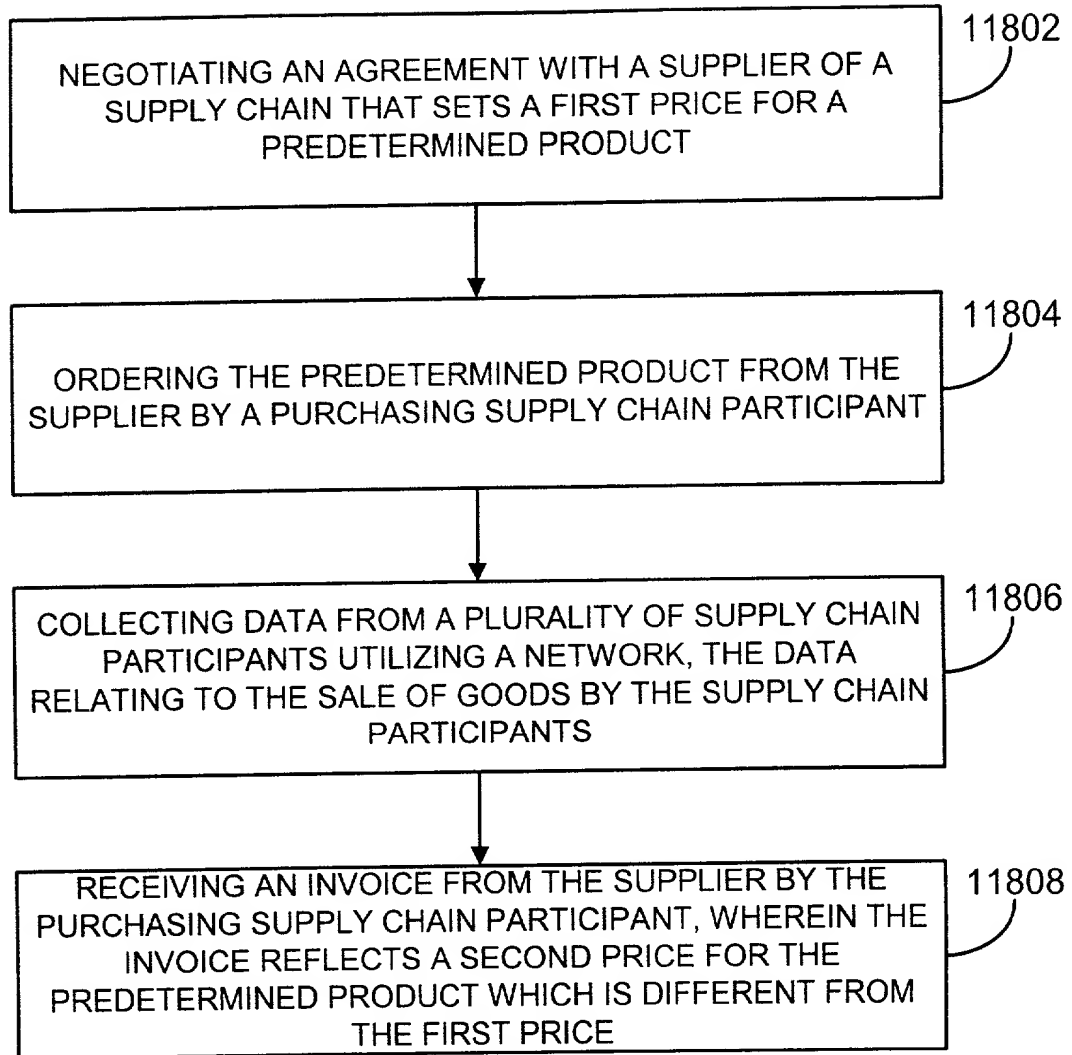 11802
NEGOTIATING AN AGREEMENT WITH A SUPPLIER OF A
SUPPLY CHAIN THAT SETS A FIRST PRICE FOR A
PREDETERMINED PRODUCT
11804
ORDERING THE PREDETERMINED PRODUCT FROM THE
SUPPLIER BY A PURCHASING SUPPLY CHAIN PARTICIPANT
11806
COLLECTING DATA FROM A PLURALITY OF SUPPLY CHAIN
PARTICIPANTS UTILIZING A NETWORK, THE DATA
RELATING TO THE SALE OF GOODS BY THE SUPPLY CHAIN
PARTICIPANTS
11808
RECEIVING AN INVOICE FROM THE SUPPLIER BY THE
PURCHASING SUPPLY CHAIN PARTICIPANT, WHEREIN THE
INVOICE REFLECTS A SECOND PRICE FOR THE
PREDETERMINED PRODUCT WHICH IS DIFFERENT FROM
THE FIRST PRICE